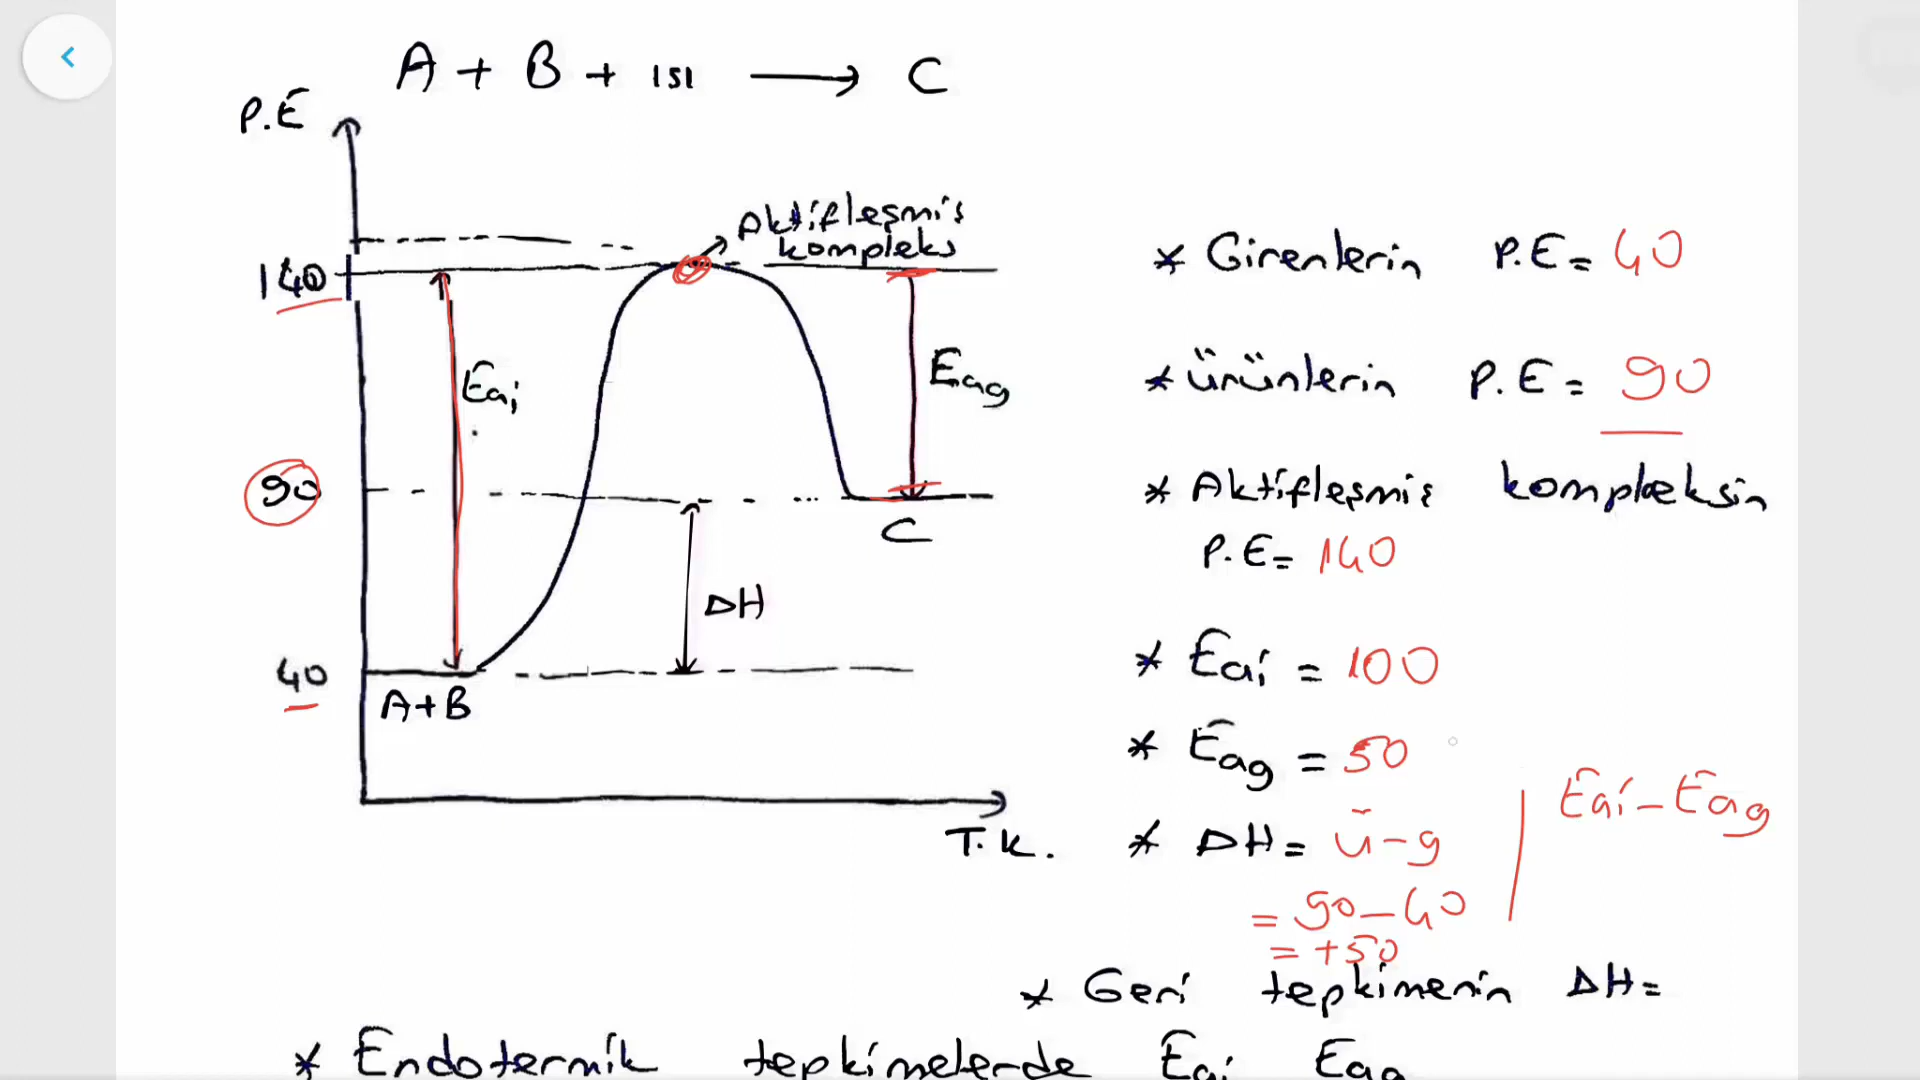 A + B + ısı → C
P.E
Aktifleşmiş
kompleks
140
Eai
Eag
90
C
ΔH
40
A+B
T.K.
* Girenlerin P.E = 40
* Ürünlerin P.E = 90
* Aktifleşmiş kompleksin
P.E = 140
* Eai = 100
* Eag = 50
* ΔH = ü-g
Eai - Eag
= 90-40
= +50
* Geri tepkimenin ΔH =
* Endotermik tepkimelerde Eai Eag